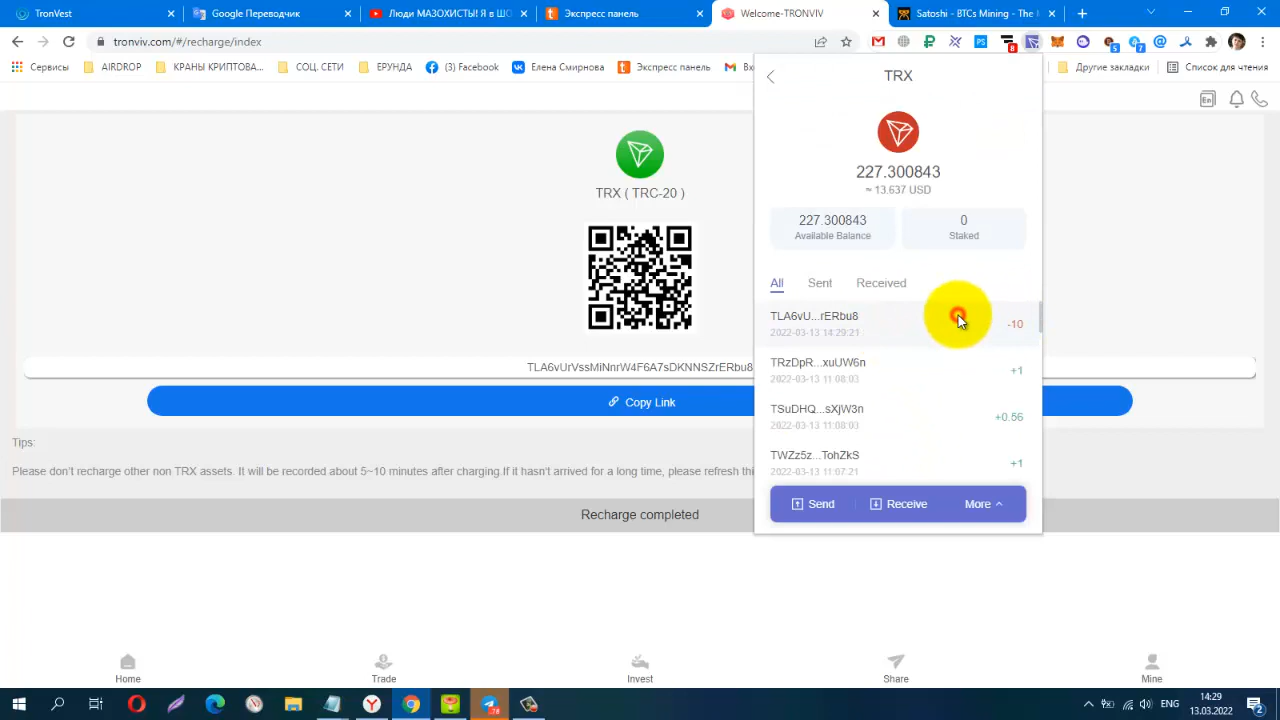 TronVest
Google Переводчик
Люди МАЗОХИСТЫ! Я в ШО
Экспресс панель
Welcome-TRONVIV
Satoshi - BTCs Mining - The
tronviv.com/#/recharge/index
8
5
7
Сервисы
AIRDROP
КРАНЫ КРИПТОВА...
СОЦ. СЕТИ
ЕРУНДА
(3) Facebook
Елена Смирнова
Экспресс панель
Другие закладки
Список для чтения
En
TRX
TRX ( TRC-20 )
227.300843
≈ 13.637 USD
227.300843
Available Balance
0
Staked
All
Sent
Received
TLA6vU...rERbu8
2022-03-13 14:29:21
-10
TRzDpR...xuUW6n
2022-03-13 11:08:03
+1
TSuDHQ...sXjW3n
2022-03-13 11:08:03
+0.56
TWZz5z...TohZkS
2022-03-13 11:07:21
+1
Send
Receive
More
TLA6vUrVssMiNnrW4F6A7sDKNNSZrERbu8
Copy Link
Tips:
Please don't recharge other non TRX assets. It will be recorded about 5~10 minutes after charging.If it hasn't arrived for a long time, please refresh thi
Recharge completed
Home
Trade
Invest
Share
Mine
ENG
14:29
13.03.2022
2